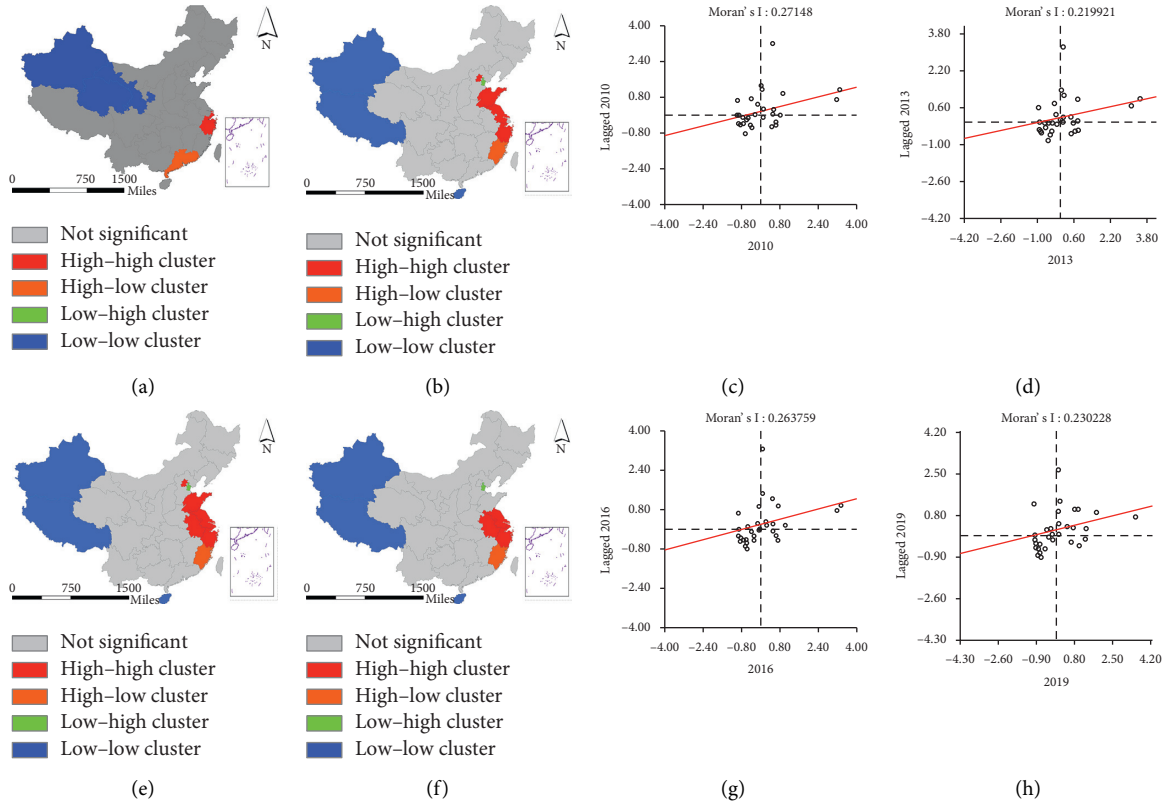 N
0 750 1500
Miles
Not significant
High–high cluster
High–low cluster
Low–high cluster
Low–low cluster
(a)
N
0 750 1500
Miles
Not significant
High–high cluster
High–low cluster
Low–high cluster
Low–low cluster
(b)
Moran' s I : 0.27148
4.00
2.40
0.80
−0.80
−2.40
−4.00
Lagged 2010
−4.00 −2.40 −0.80 0.80 2.40 4.00
2010
(c)
Moran' s I : 0.219921
3.80
2.20
0.60
−1.00
−2.60
−4.20
Lagged 2013
−4.20 −2.60 −1.00 0.60 2.20 3.80
2013
(d)
N
0 750 1500
Miles
Not significant
High–high cluster
High–low cluster
Low–high cluster
Low–low cluster
(e)
N
0 750 1500
Miles
Not significant
High–high cluster
High–low cluster
Low–high cluster
Low–low cluster
(f)
Moran' s I : 0.263759
4.00
2.40
0.80
−0.80
−2.40
−4.00
Lagged 2016
−4.00 −2.40 −0.80 0.80 2.40 4.00
2016
(g)
Moran' s I : 0.230228
4.20
2.50
0.80
−0.90
−2.60
−4.30
Lagged 2019
−4.30 −2.60 −0.90 0.80 2.50 4.20
2019
(h)